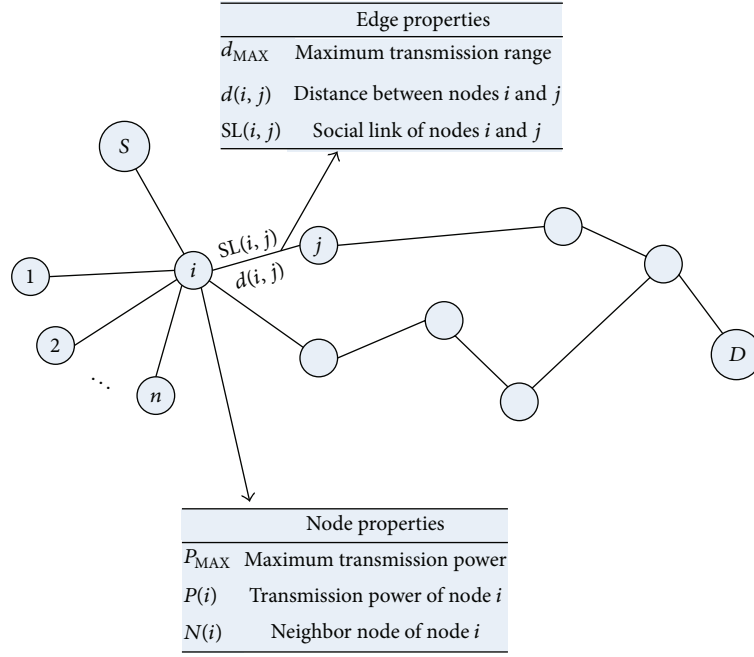 Edge properties
d_MAX Maximum transmission range
d(i, j) Distance between nodes i and j
SL(i, j) Social link of nodes i and j
S
SL(i, j)
d(i, j)
j
i
1
2
...
n
D
Node properties
P_MAX Maximum transmission power
P(i) Transmission power of node i
N(i) Neighbor node of node i